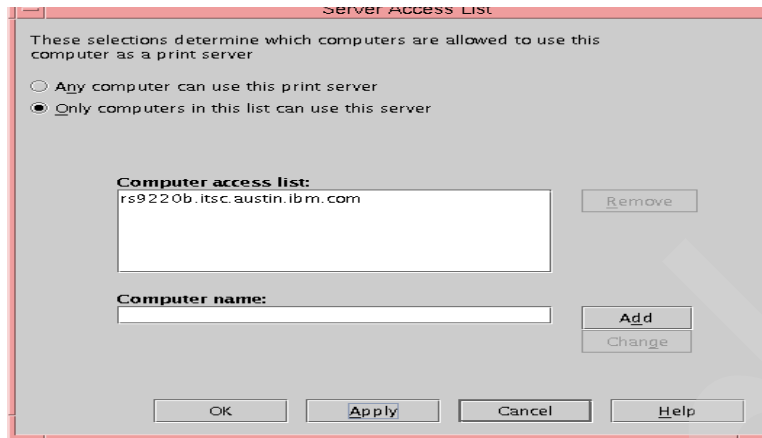 Server Access List
These selections determine which computers are allowed to use this
computer as a print server
Any computer can use this print server
Only computers in this list can use this server
Computer access list:
rs9220b.itsc.austin.ibm.com
Remove
Computer name:
Add
Change
OK
Apply
Cancel
Help